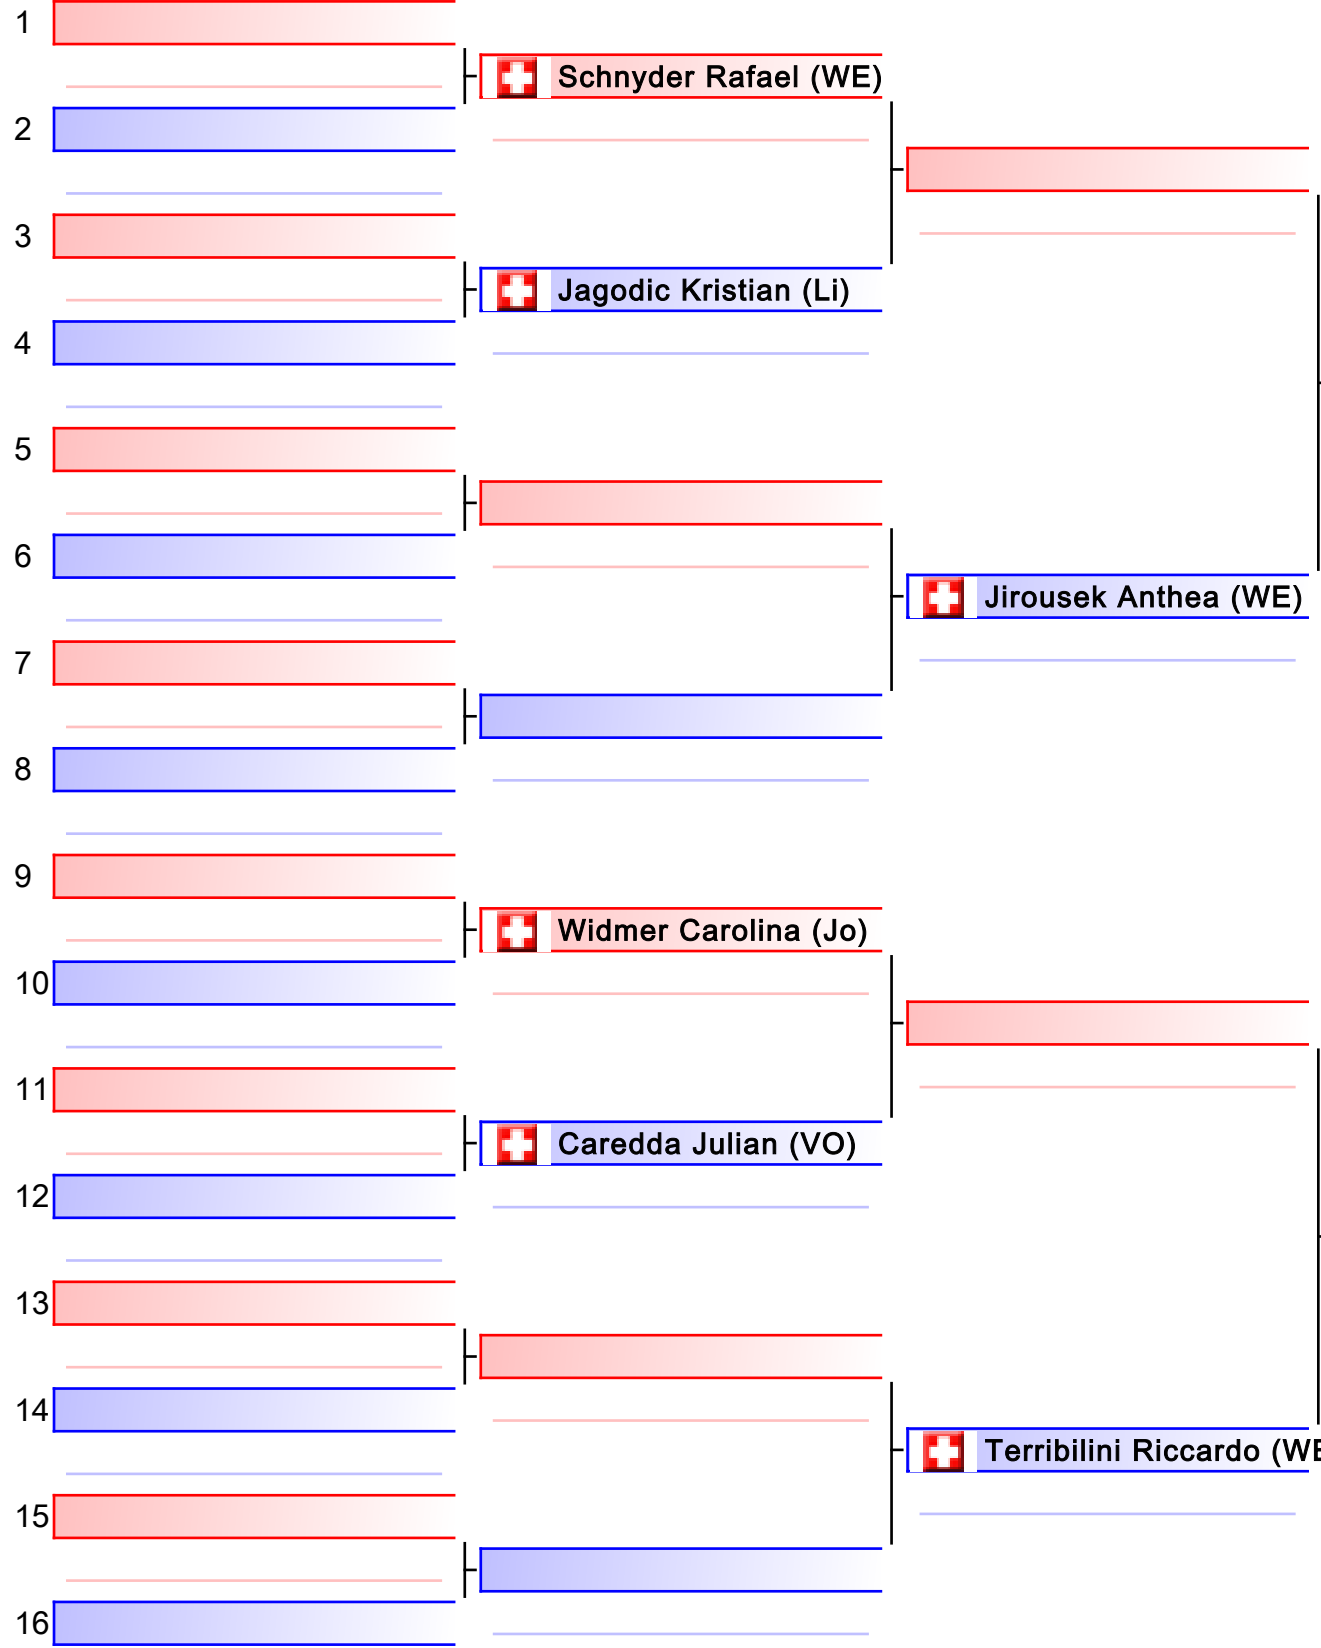 1
Schnyder Rafael (WE)
2
3
Jagodic Kristian (Li)
4
5
6
Jirousek Anthea (WE)
7
8
9
Widmer Carolina (Jo)
10
11
Caredda Julian (VO)
12
13
14
Terribilini Riccardo (WE
15
16